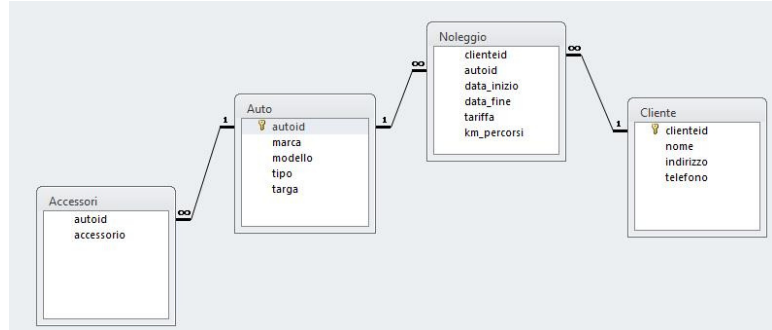 Accessori
autoid
accessorio
∞
1
Auto
autoid
marca
modello
tipo
targa
1
∞
Noleggio
clienteid
autoid
data_inizio
data_fine
tariffa
km_percorsi
∞
1
Cliente
clienteid
nome
indirizzo
telefono